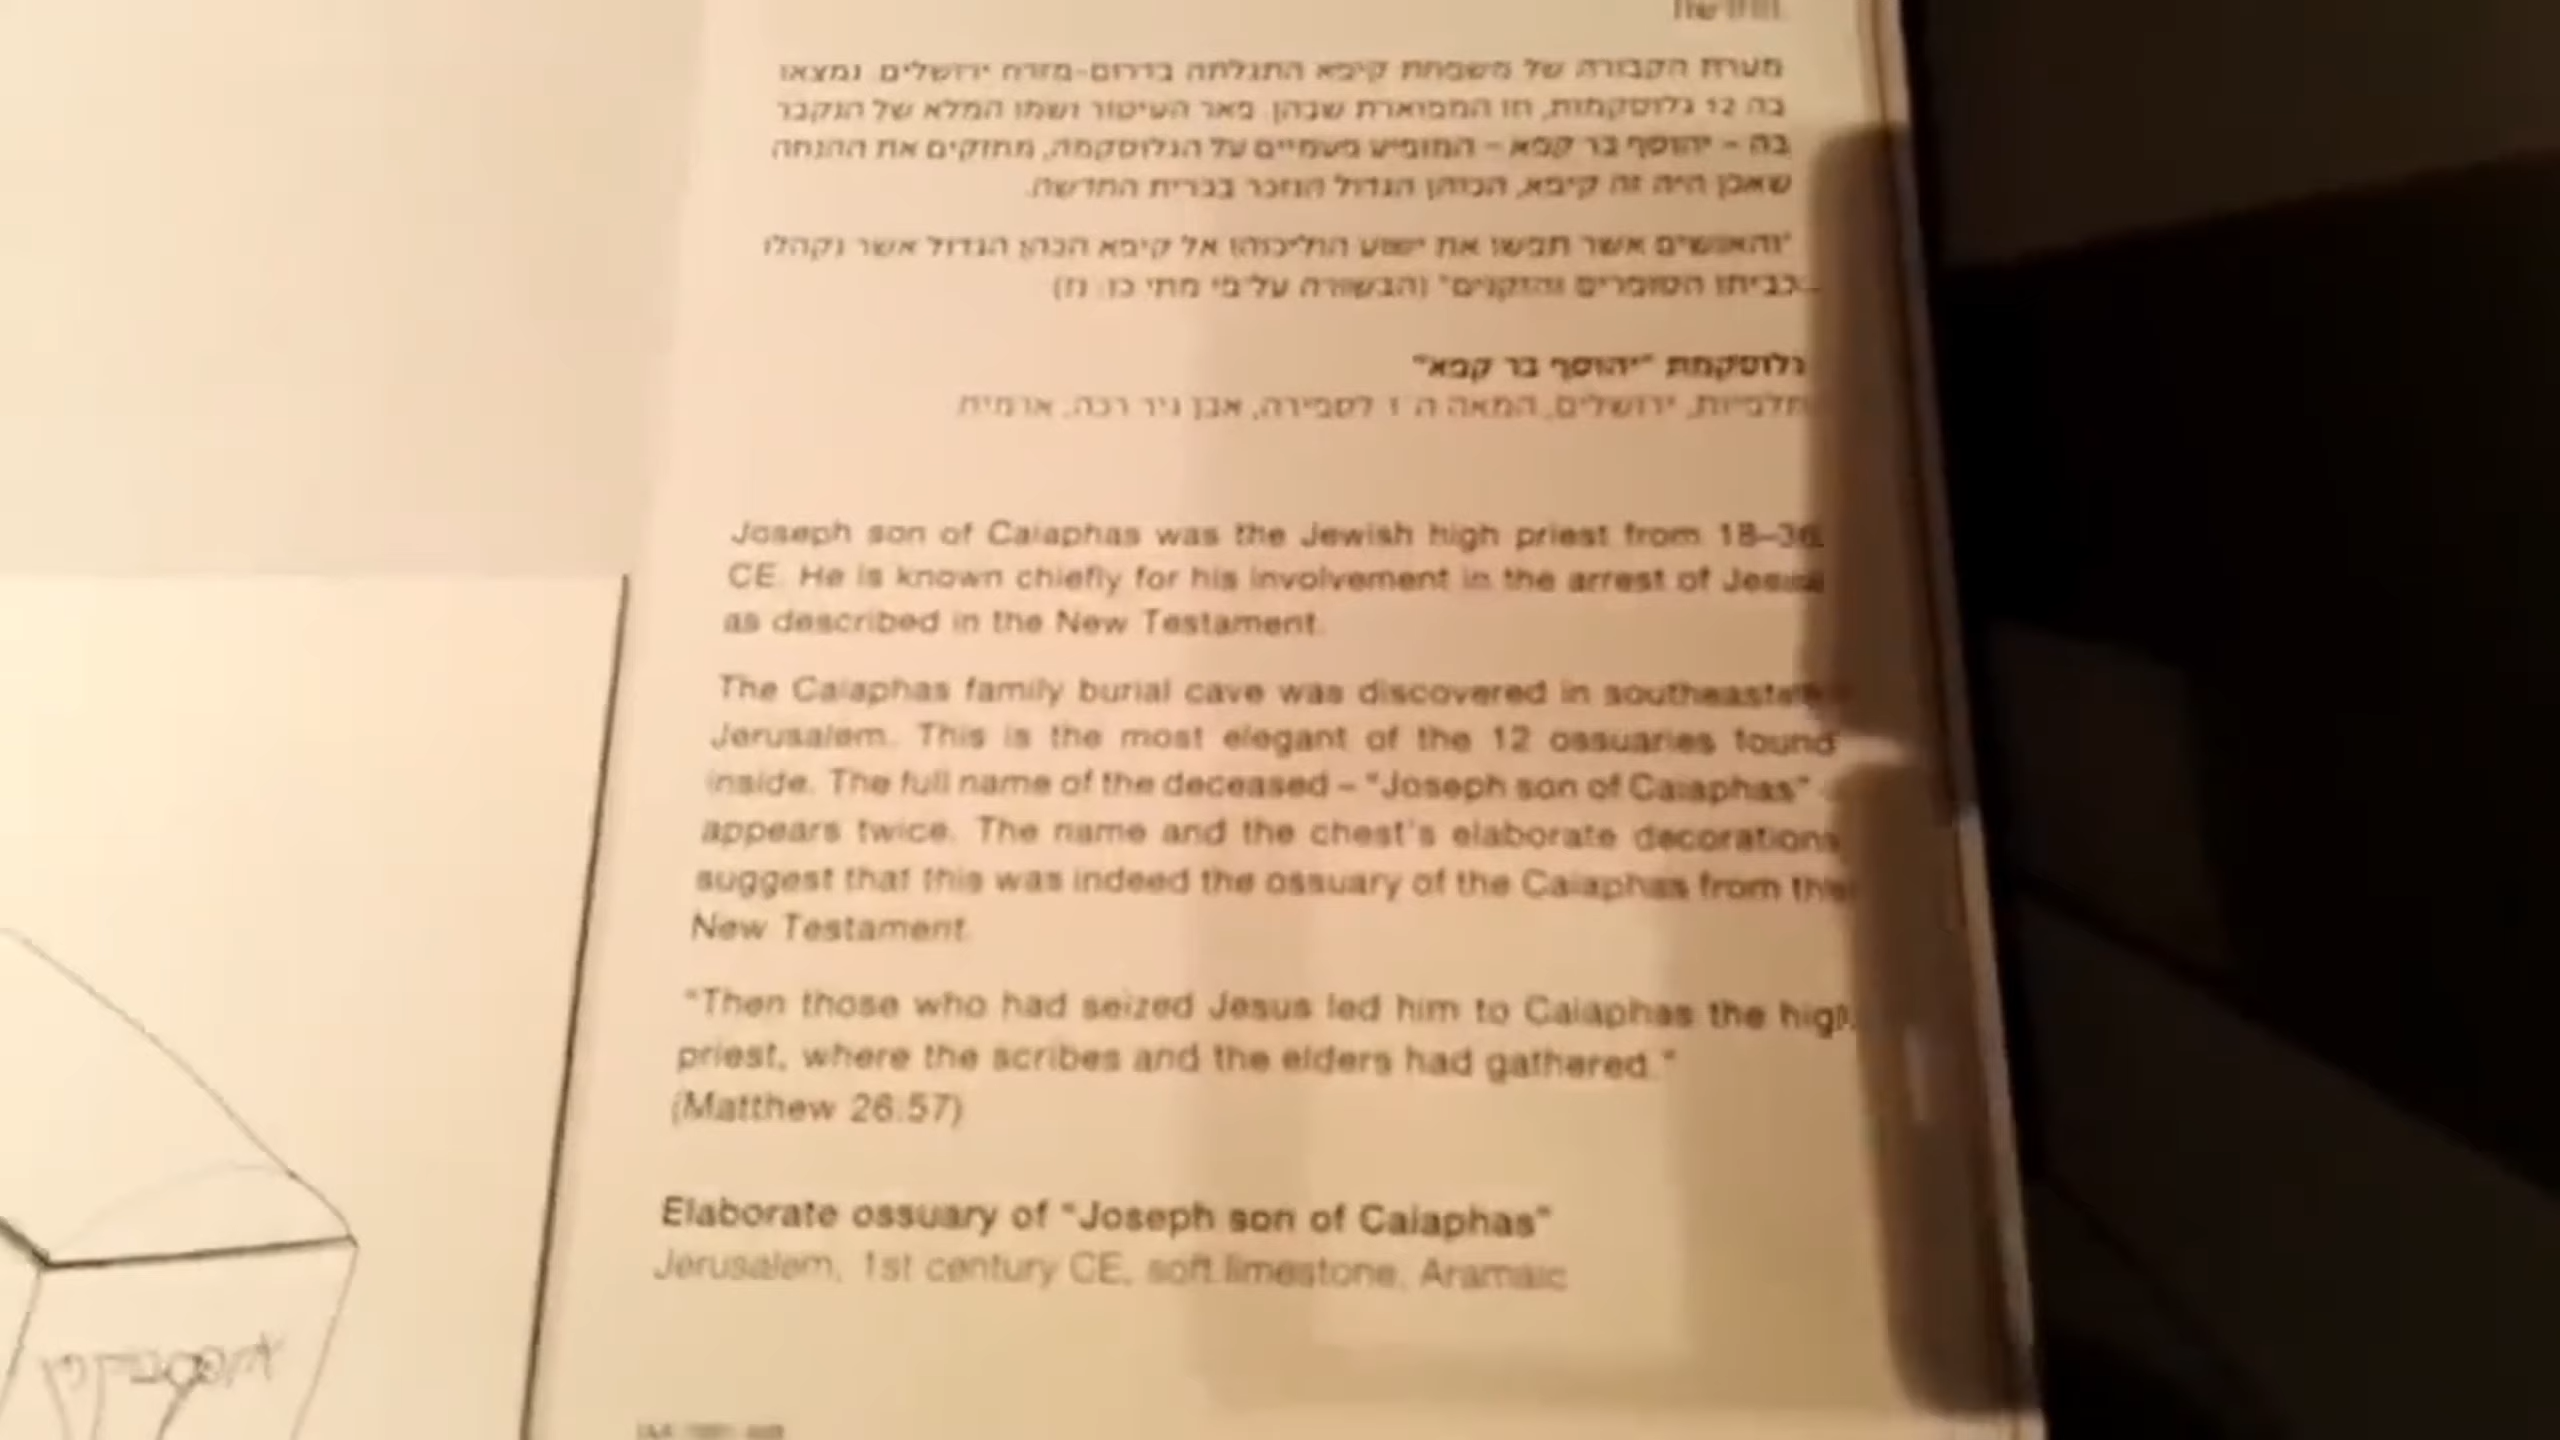 מערת הקבורה של משפחת קיפא התגלתה בדרום-מזרח ירושלים. נמצאו
בה 12 גלוסקמות, וזו המפוארת שבהן. פאר העיטור ושמו המלא של הנקבר
בה – יהוסף בר קפא – המופיע פעמיים על הגלוסקמה, מחזקים את ההנחה
שאכן היה זה קיפא, הכוהן הגדול הנזכר בברית החדשה.
"והאנשים אשר תפשו את ישוע הוליכוהו אל קיפא הכהן הגדול אשר נקהלו
בביתו הסופרים והזקנים" (הבשורה על־פי מתי כו: נז)
גלוסקמת "יהוסף בר קפא"
תלפיות, ירושלים, המאה ה־1 לספירה, אבן גיר רכה, ארמית
Joseph son of Caiaphas was the Jewish high priest from 18–36
CE. He is known chiefly for his involvement in the arrest of Jesus
as described in the New Testament.
The Caiaphas family burial cave was discovered in southeastern
Jerusalem. This is the most elegant of the 12 ossuaries found
inside. The full name of the deceased – "Joseph son of Caiaphas" –
appears twice. The name and the chest's elaborate decorations
suggest that this was indeed the ossuary of the Caiaphas from the
New Testament.
"Then those who had seized Jesus led him to Caiaphas the high
priest, where the scribes and the elders had gathered."
(Matthew 26:57)
Elaborate ossuary of "Joseph son of Caiaphas"
Jerusalem, 1st century CE, soft limestone, Aramaic